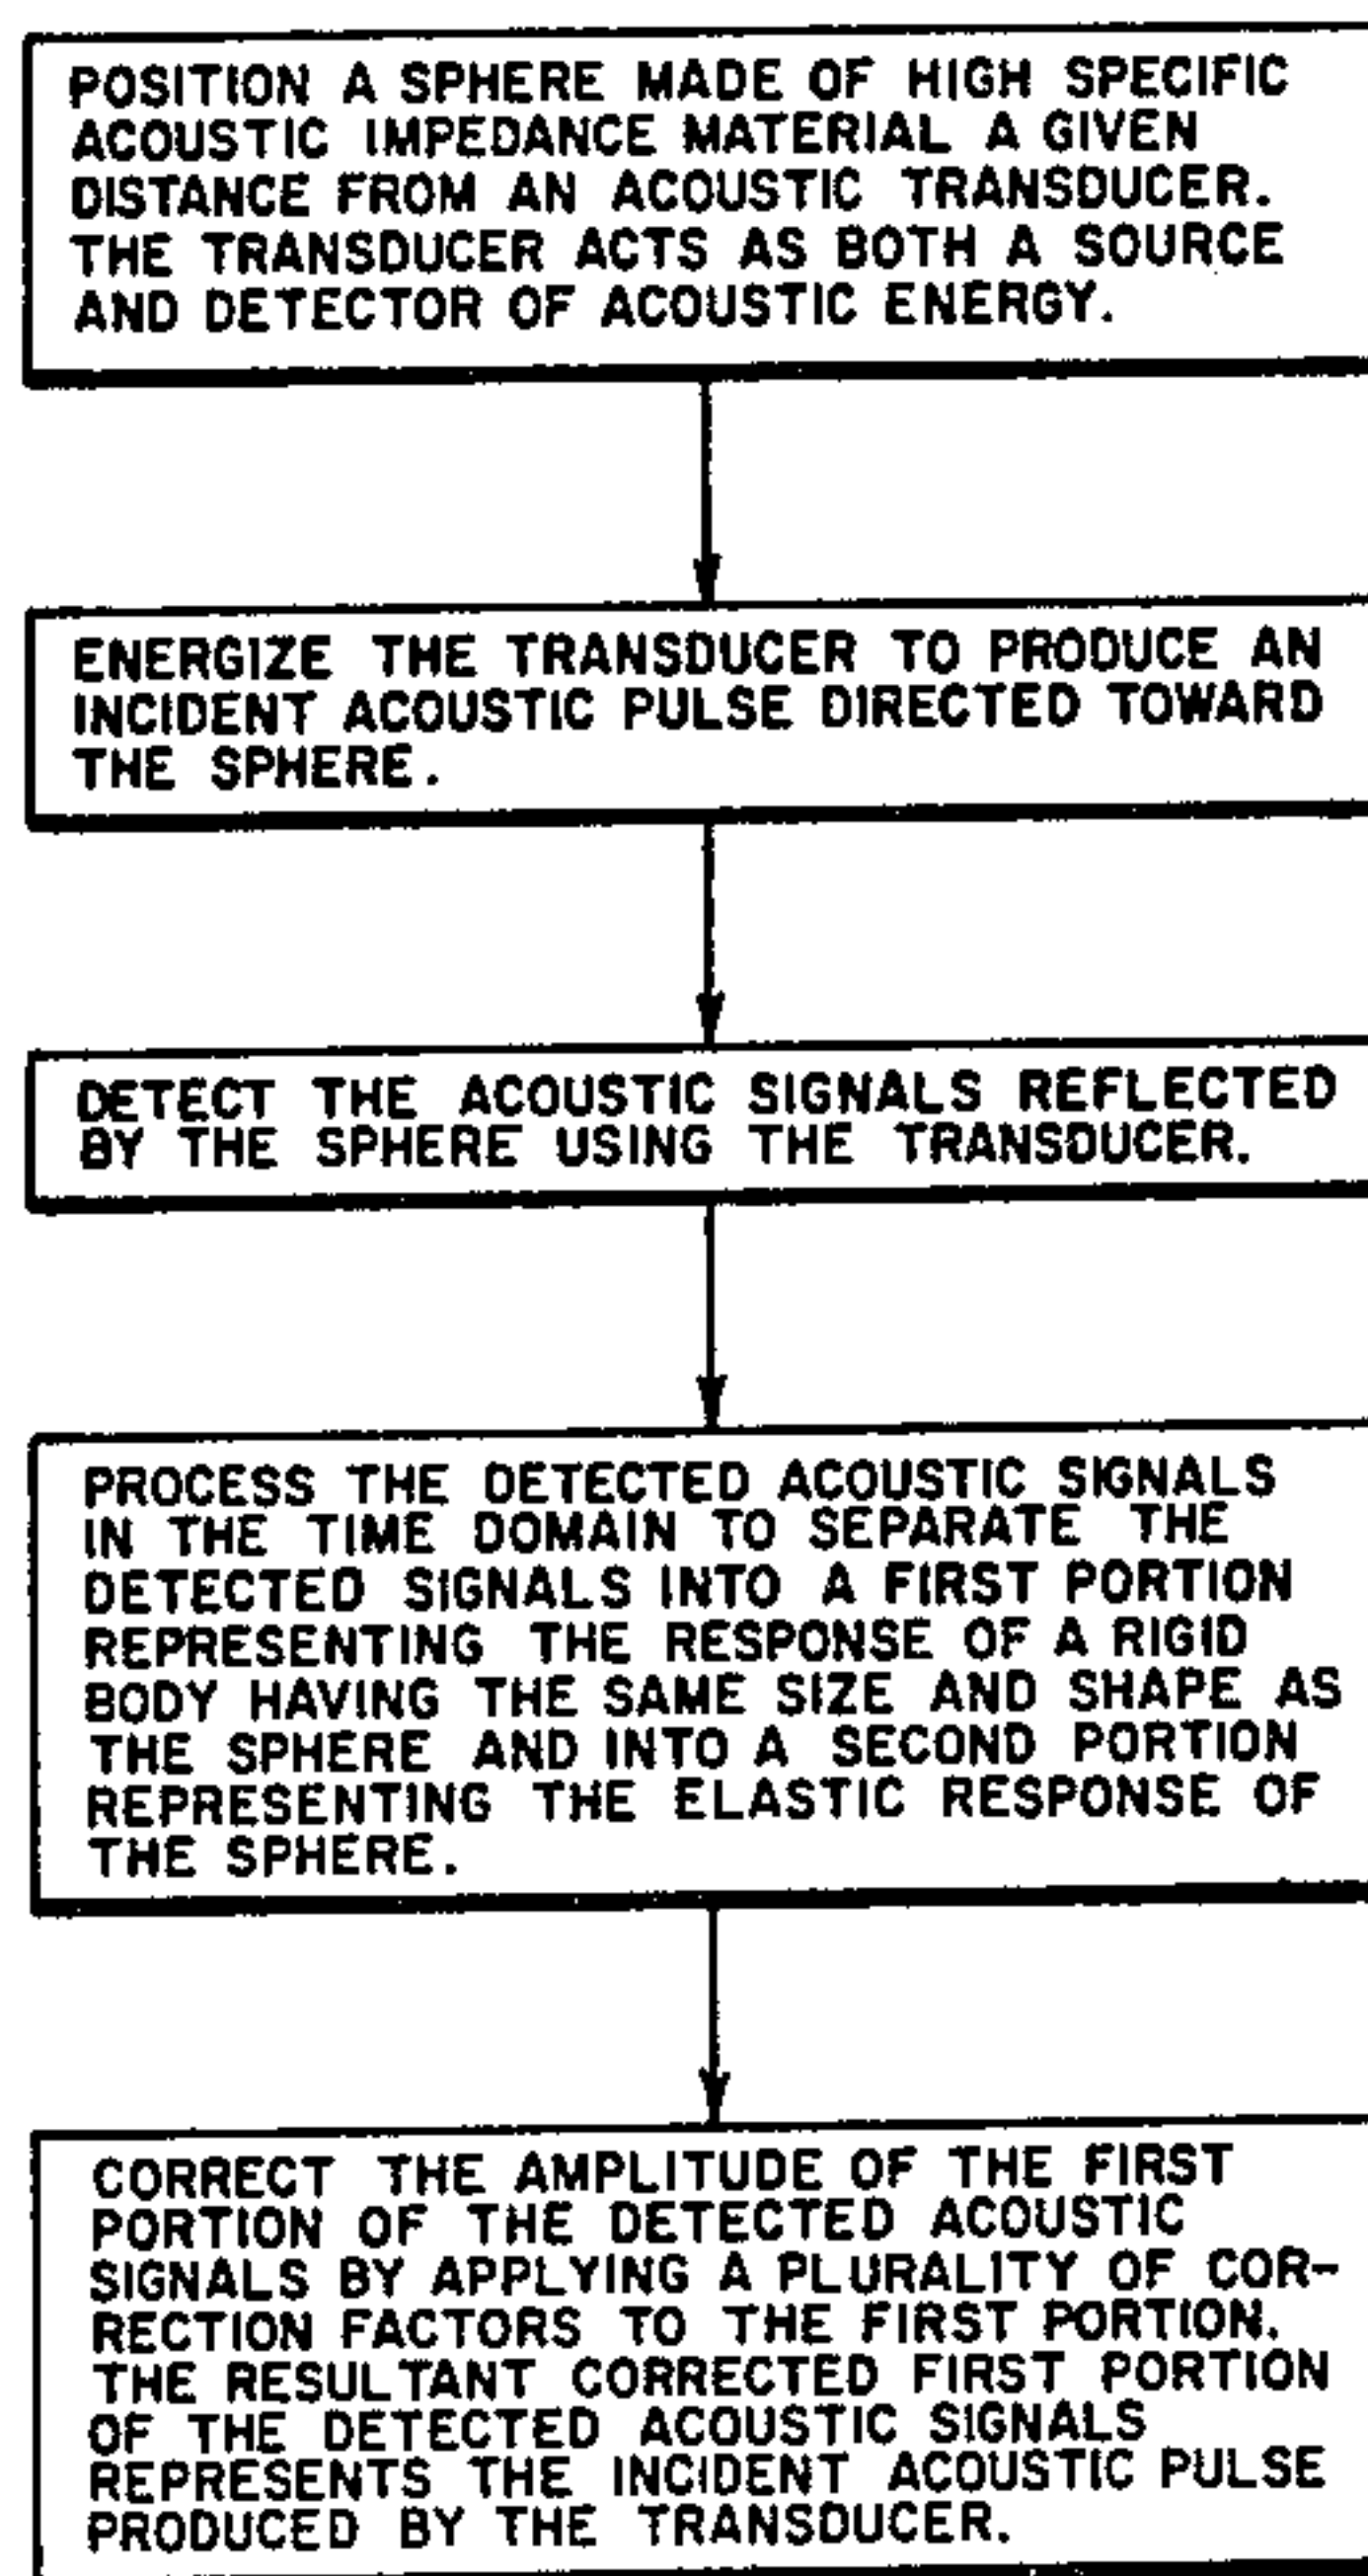 POSITION A SPHERE MADE OF HIGH SPECIFIC
ACOUSTIC IMPEDANCE MATERIAL A GIVEN
DISTANCE FROM AN ACOUSTIC TRANSDUCER.
THE TRANSDUCER ACTS AS BOTH A SOURCE
AND DETECTOR OF ACOUSTIC ENERGY.
ENERGIZE THE TRANSDUCER TO PRODUCE AN
INCIDENT ACOUSTIC PULSE DIRECTED TOWARD
THE SPHERE.
DETECT THE ACOUSTIC SIGNALS REFLECTED
BY THE SPHERE USING THE TRANSDUCER.
PROCESS THE DETECTED ACOUSTIC SIGNALS
IN THE TIME DOMAIN TO SEPARATE THE
DETECTED SIGNALS INTO A FIRST PORTION
REPRESENTING THE RESPONSE OF A RIGID
BODY HAVING THE SAME SIZE AND SHAPE AS
THE SPHERE AND INTO A SECOND PORTION
REPRESENTING THE ELASTIC RESPONSE OF
THE SPHERE.
CORRECT THE AMPLITUDE OF THE FIRST
PORTION OF THE DETECTED ACOUSTIC
SIGNALS BY APPLYING A PLURALITY OF COR-
RECTION FACTORS TO THE FIRST PORTION.
THE RESULTANT CORRECTED FIRST PORTION
OF THE DETECTED ACOUSTIC SIGNALS
REPRESENTS THE INCIDENT ACOUSTIC PULSE
PRODUCED BY THE TRANSDUCER.